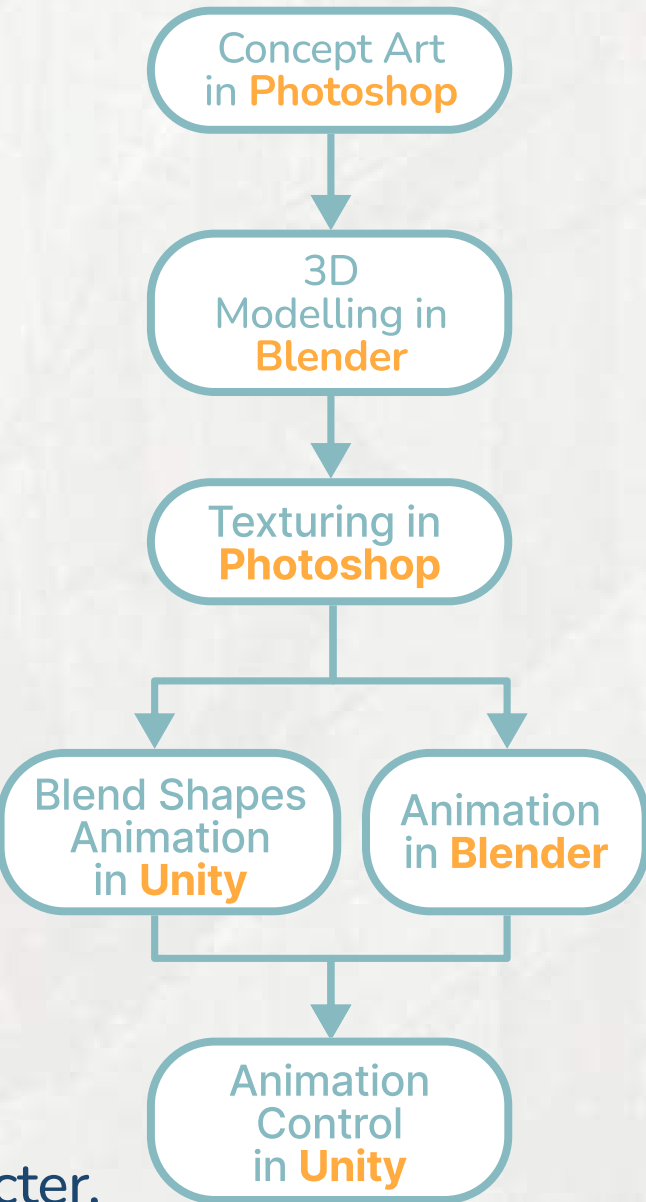 Concept Art
in Photoshop
3D
Modelling in
Blender
Texturing in
Photoshop
Blend Shapes
Animation
in Unity
Animation
in Blender
Animation
Control
in Unity